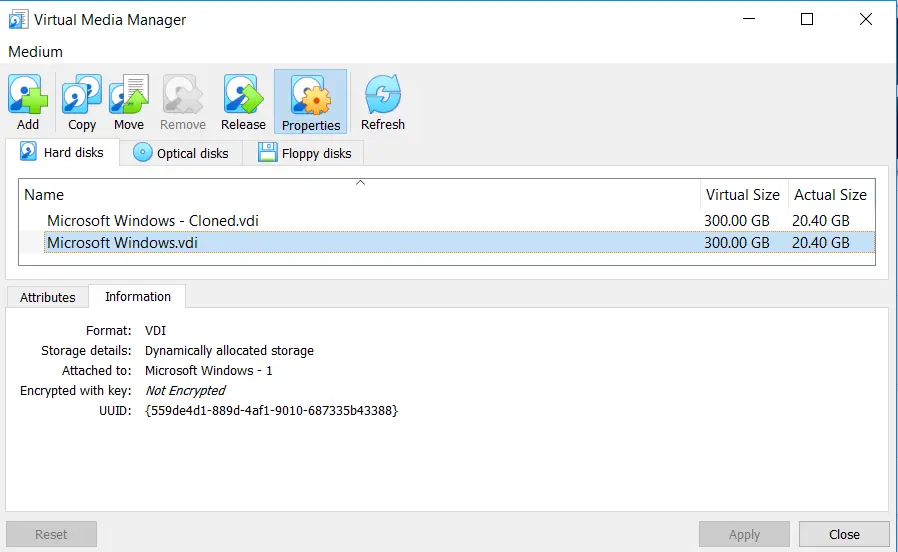 Virtual Media Manager
Medium
Add Copy Move Remove Release Properties Refresh
Hard disks Optical disks Floppy disks
Name Virtual Size Actual Size
Microsoft Windows - Cloned.vdi 300.00 GB 20.40 GB
Microsoft Windows.vdi 300.00 GB 20.40 GB
Attributes Information
Format: VDI
Storage details: Dynamically allocated storage
Attached to: Microsoft Windows - 1
Encrypted with key: Not Encrypted
UUID: {559de4d1-889d-4af1-9010-687335b43388}
Reset Apply Close